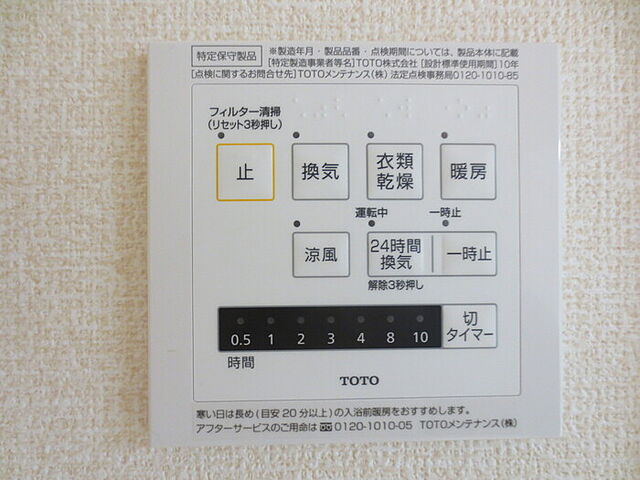 特定保守製品
※製造年月・製品品番・点検期間については、製品本体に記載
[特定製造事業者等名]TOTO株式会社 [設計標準使用期間]10年
[点検に関するお問合せ先]TOTOメンテナンス(株) 法定点検事務局0120-1010-85
フィルター清掃
(リセット3秒押し)
止
換気
衣類
乾燥
暖房
運転中
一時止
涼風
24時間
換気
一時止
解除3秒押し
0.5 1 2 3 4 8 10
切
タイマー
時間
TOTO
寒い日は長め(目安20分以上)の入浴前暖房をおすすめします。
アフターサービスのご用命は 0120-1010-05 TOTOメンテナンス(株)